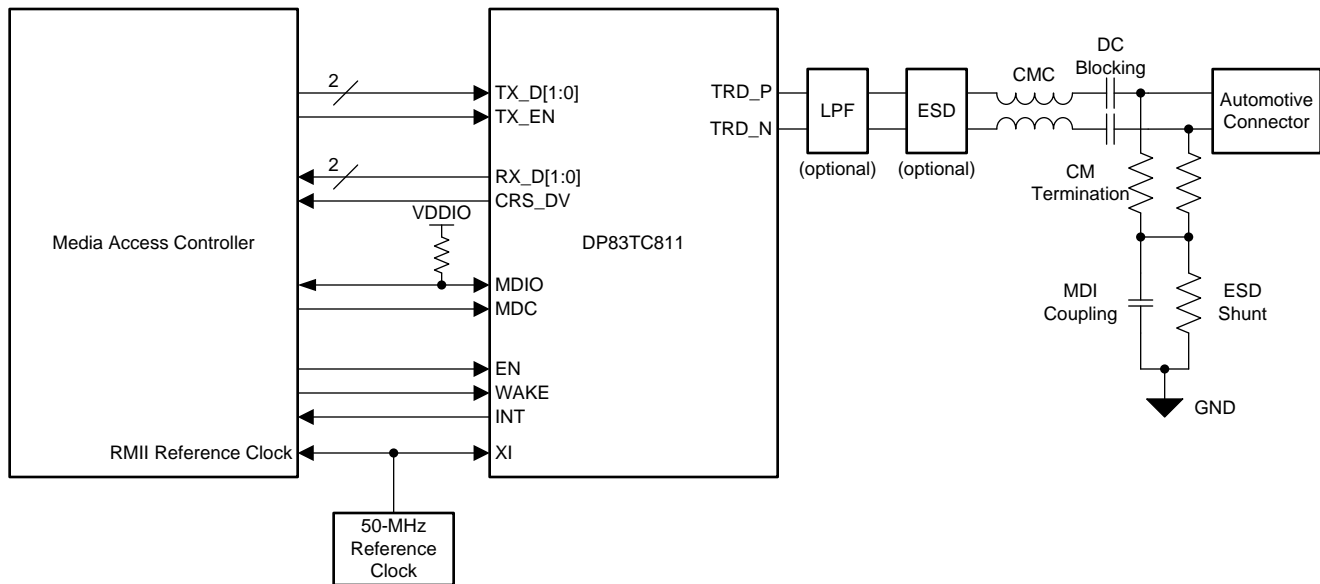 Media Access Controller
RMII Reference Clock
2
2
VDDIO
50-MHz
Reference
Clock
TX_D[1:0]
TX_EN
RX_D[1:0]
CRS_DV
MDIO
MDC
EN
WAKE
INT
XI
DP83TC811
TRD_P
TRD_N
LPF
(optional)
ESD
(optional)
CMC
DC
Blocking
Automotive
Connector
CM
Termination
MDI
Coupling
ESD
Shunt
GND